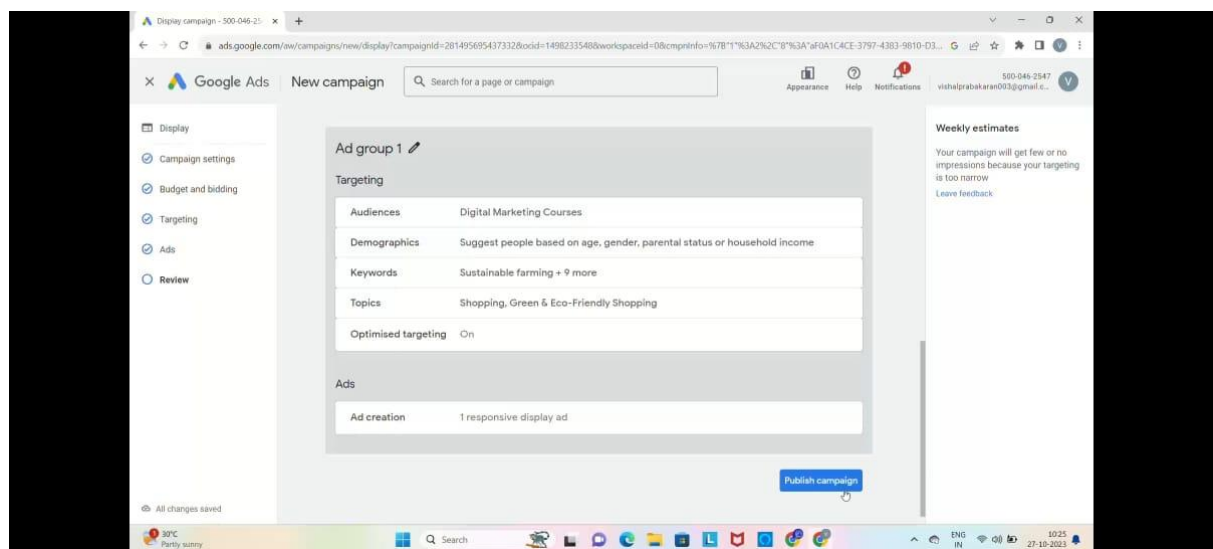 Display campaign - 500-046-25
ads.google.com/aw/campaigns/new/display?campaignId=281495695437332&ocid=1498233548&workspaceId=0&cmpnInfo=%7B"1"%3A2%2C"8"%3A"aF0A1C4CE-3797-4383-9810-D3...
Google Ads
New campaign
Search for a page or campaign
Appearance
Help
Notifications
500-046-2547
vishalprabakaran003@gmail.c...
V
Display
Campaign settings
Budget and bidding
Targeting
Ads
Review
All changes saved
Ad group 1
Targeting
Audiences Digital Marketing Courses
Demographics Suggest people based on age, gender, parental status or household income
Keywords Sustainable farming + 9 more
Topics Shopping, Green & Eco-Friendly Shopping
Optimised targeting On
Ads
Ad creation 1 responsive display ad
Publish campaign
Weekly estimates
Your campaign will get few or no
impressions because your targeting
is too narrow
Leave feedback
30°C
Partly sunny
Search
ENG
IN
10:25
27-10-2023